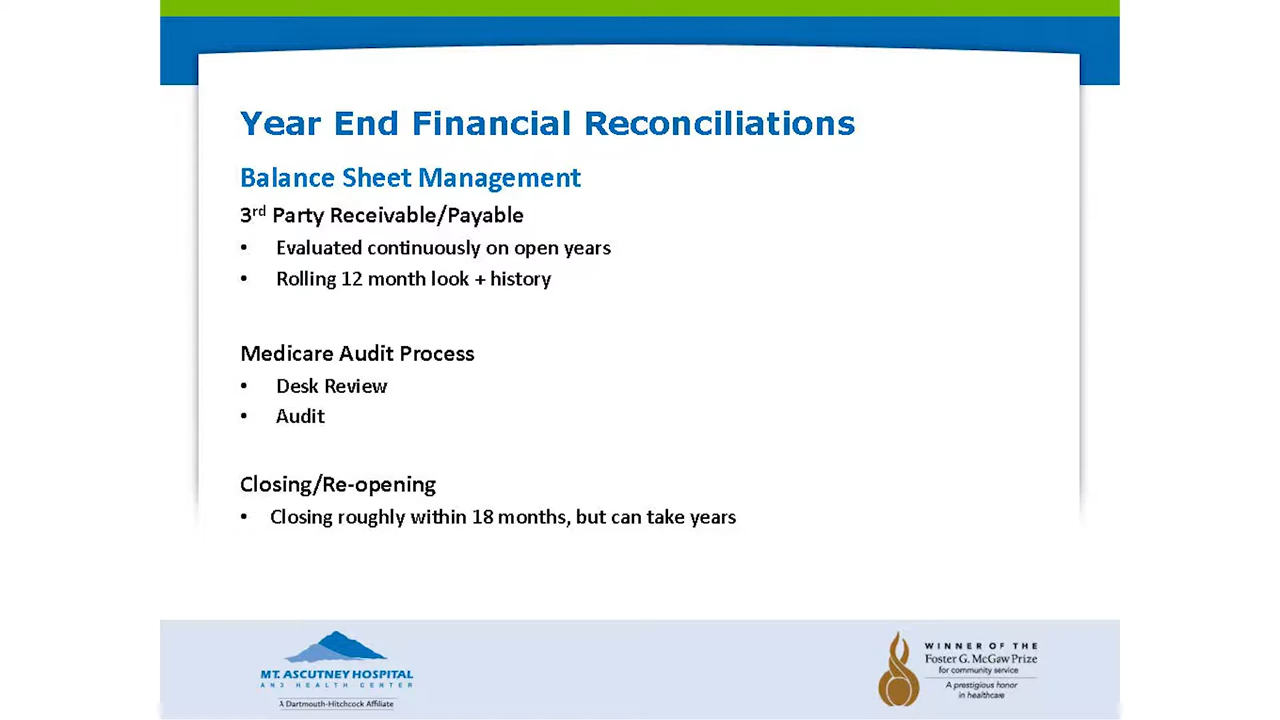 Year End Financial Reconciliations
Balance Sheet Management
3rd Party Receivable/Payable
• Evaluated continuously on open years
• Rolling 12 month look + history
Medicare Audit Process
• Desk Review
• Audit
Closing/Re-opening
• Closing roughly within 18 months, but can take years
MT. ASCUTNEY HOSPITAL
AND HEALTH CENTER
A Dartmouth-Hitchcock Affiliate
WINNER OF THE
Foster G. McGaw Prize
for community service
A prestigious honor
in healthcare